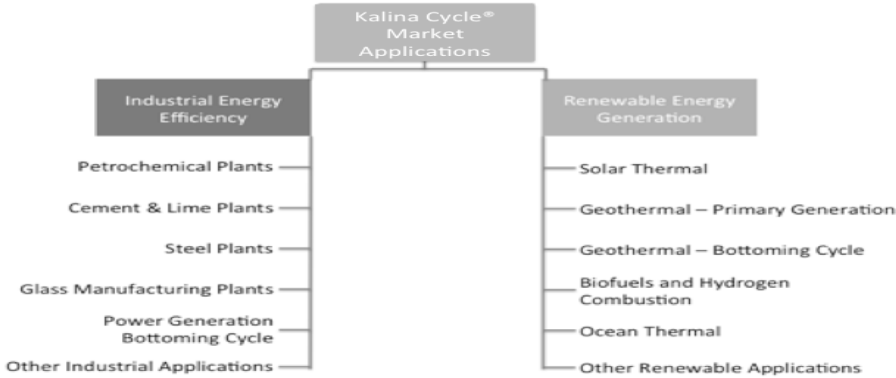 Kalina Cycle®
Market
Applications
Industrial Energy
Efficiency
Petrochemical Plants
Cement & Lime Plants
Steel Plants
Glass Manufacturing Plants
Power Generation
Bottoming Cycle
Other Industrial Applications
Renewable Energy
Generation
Solar Thermal
Geothermal – Primary Generation
Geothermal – Bottoming Cycle
Biofuels and Hydrogen
Combustion
Ocean Thermal
Other Renewable Applications